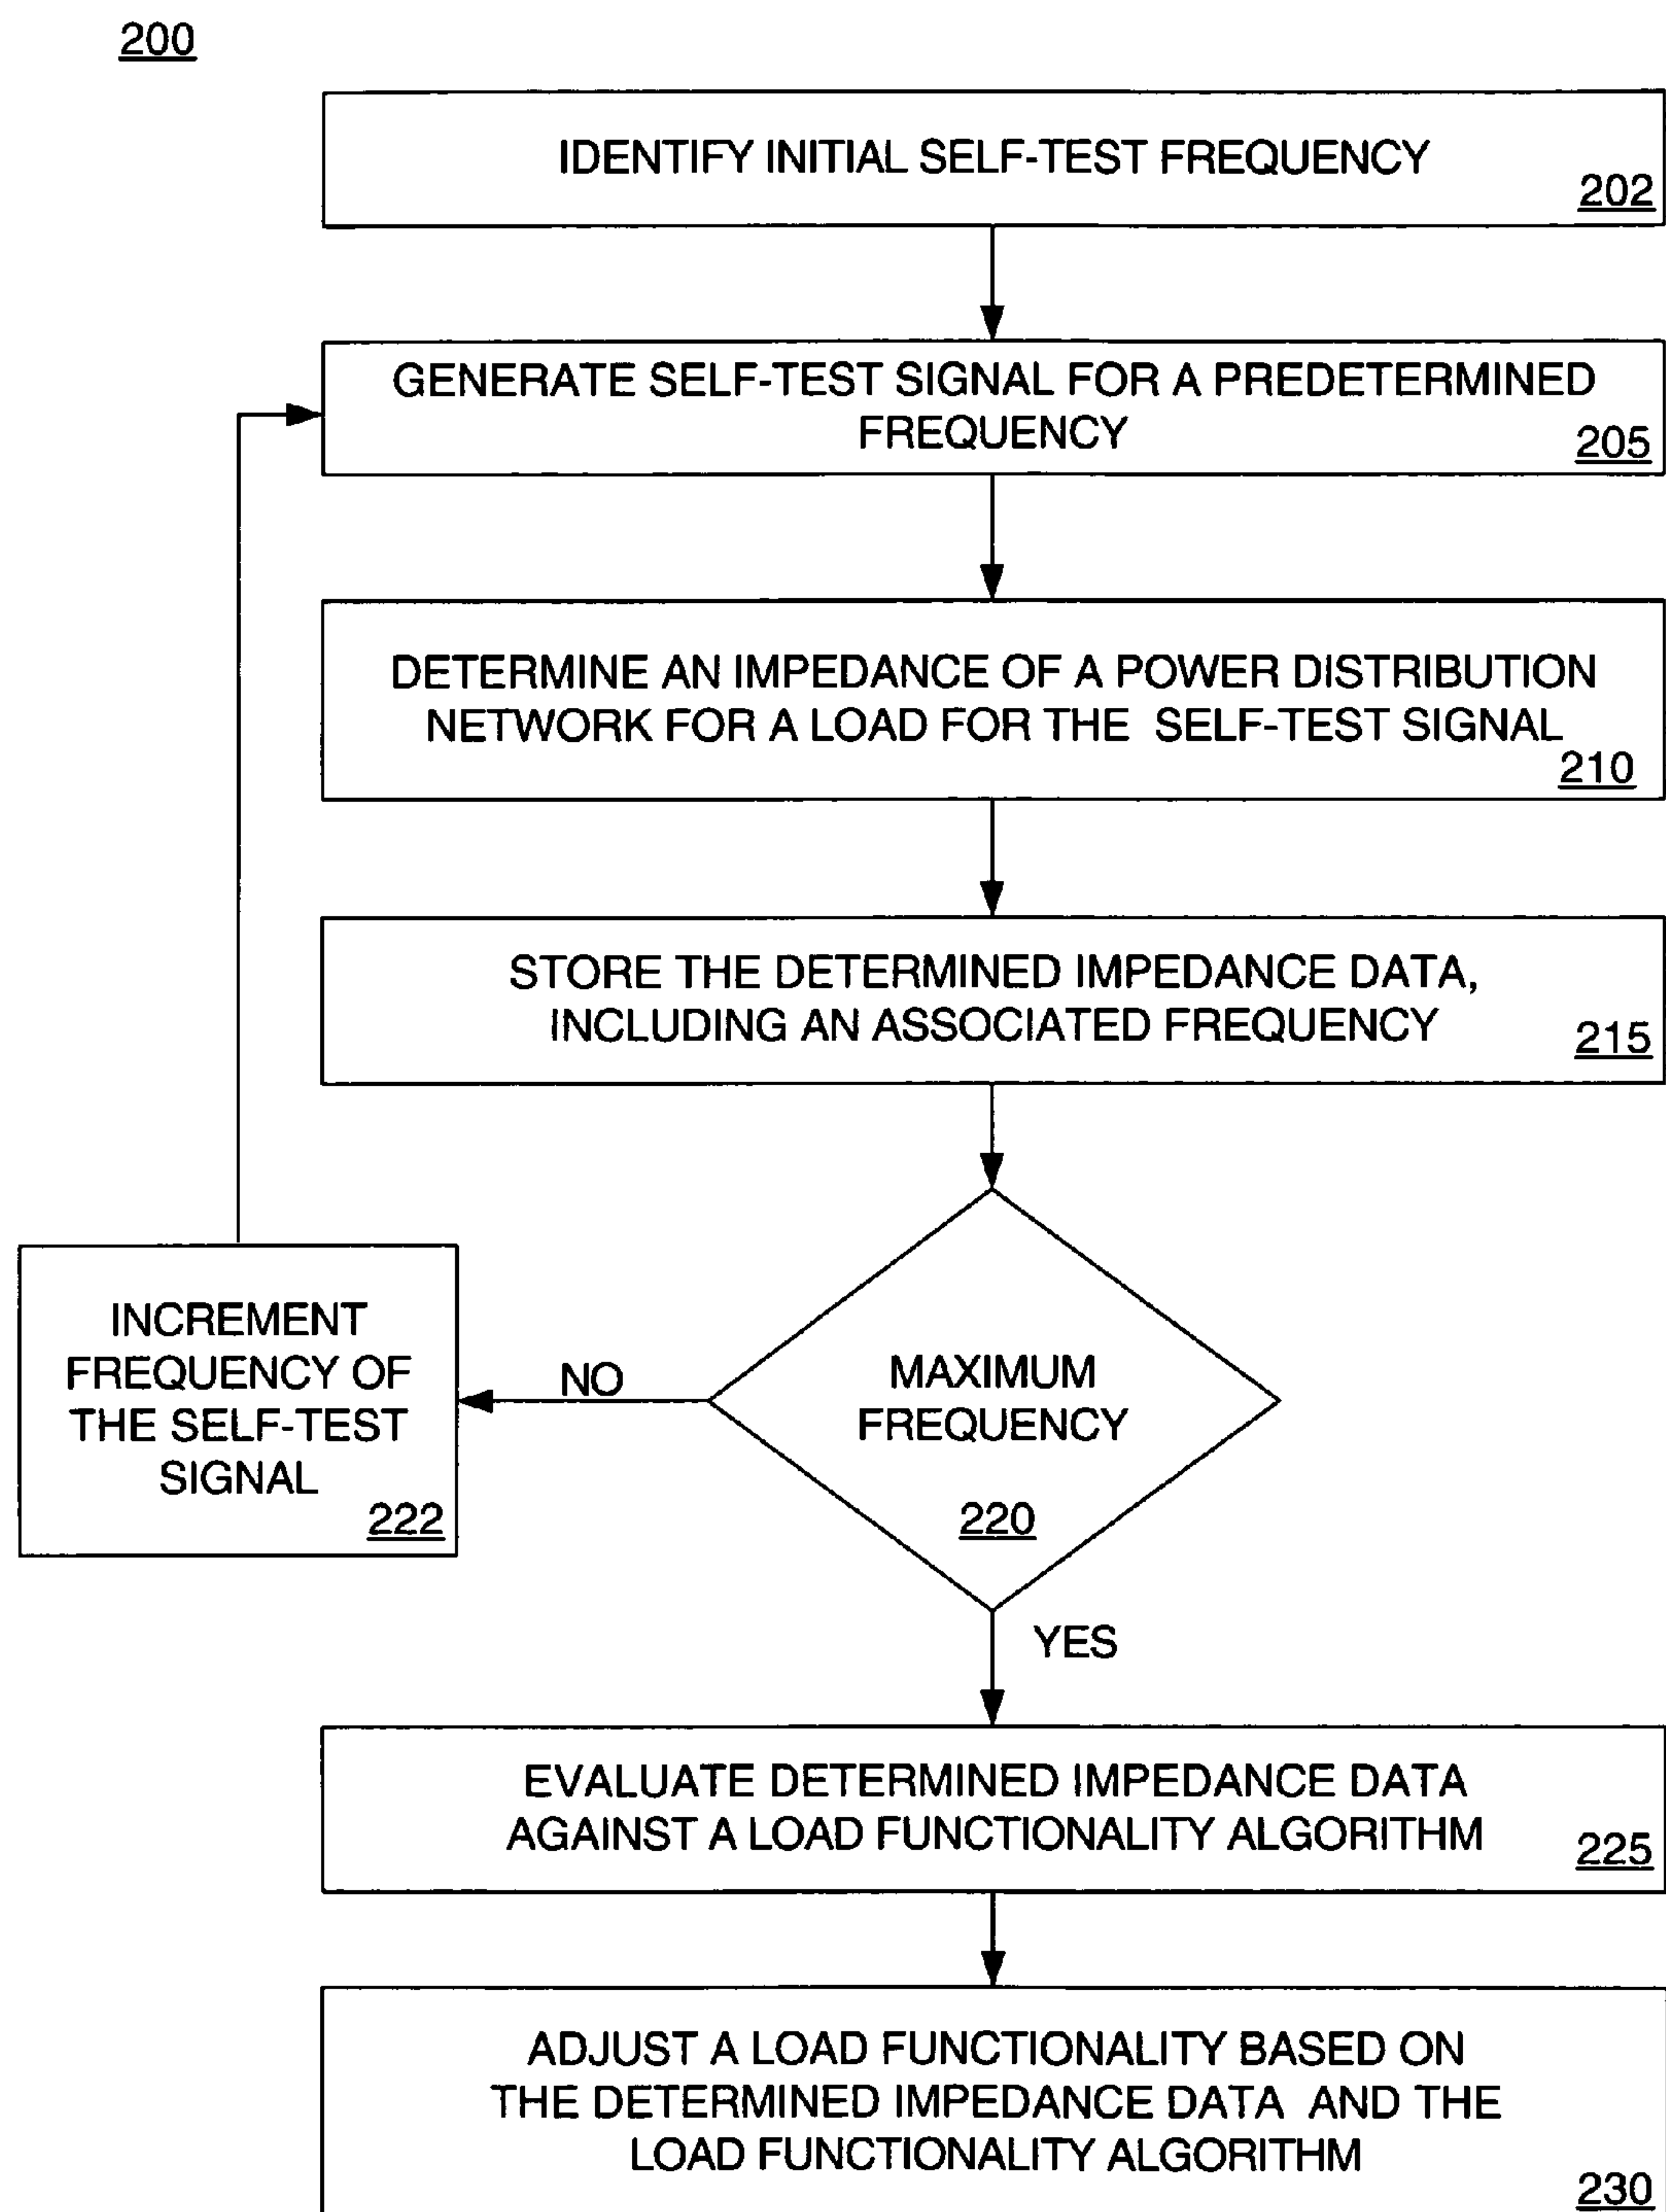 200
IDENTIFY INITIAL SELF-TEST FREQUENCY
202
GENERATE SELF-TEST SIGNAL FOR A PREDETERMINED
FREQUENCY
205
DETERMINE AN IMPEDANCE OF A POWER DISTRIBUTION
NETWORK FOR A LOAD FOR THE SELF-TEST SIGNAL
210
STORE THE DETERMINED IMPEDANCE DATA,
INCLUDING AN ASSOCIATED FREQUENCY
215
MAXIMUM
FREQUENCY
220
NO
INCREMENT
FREQUENCY OF
THE SELF-TEST
SIGNAL
222
YES
EVALUATE DETERMINED IMPEDANCE DATA
AGAINST A LOAD FUNCTIONALITY ALGORITHM
225
ADJUST A LOAD FUNCTIONALITY BASED ON
THE DETERMINED IMPEDANCE DATA AND THE
LOAD FUNCTIONALITY ALGORITHM
230